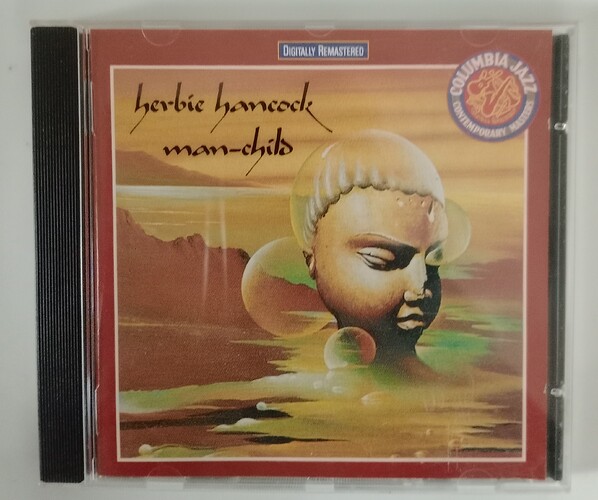 DIGITALLY REMASTERED
COLUMBIA JAZZ
CONTEMPORARY MASTERS
herbie hancock
man-child